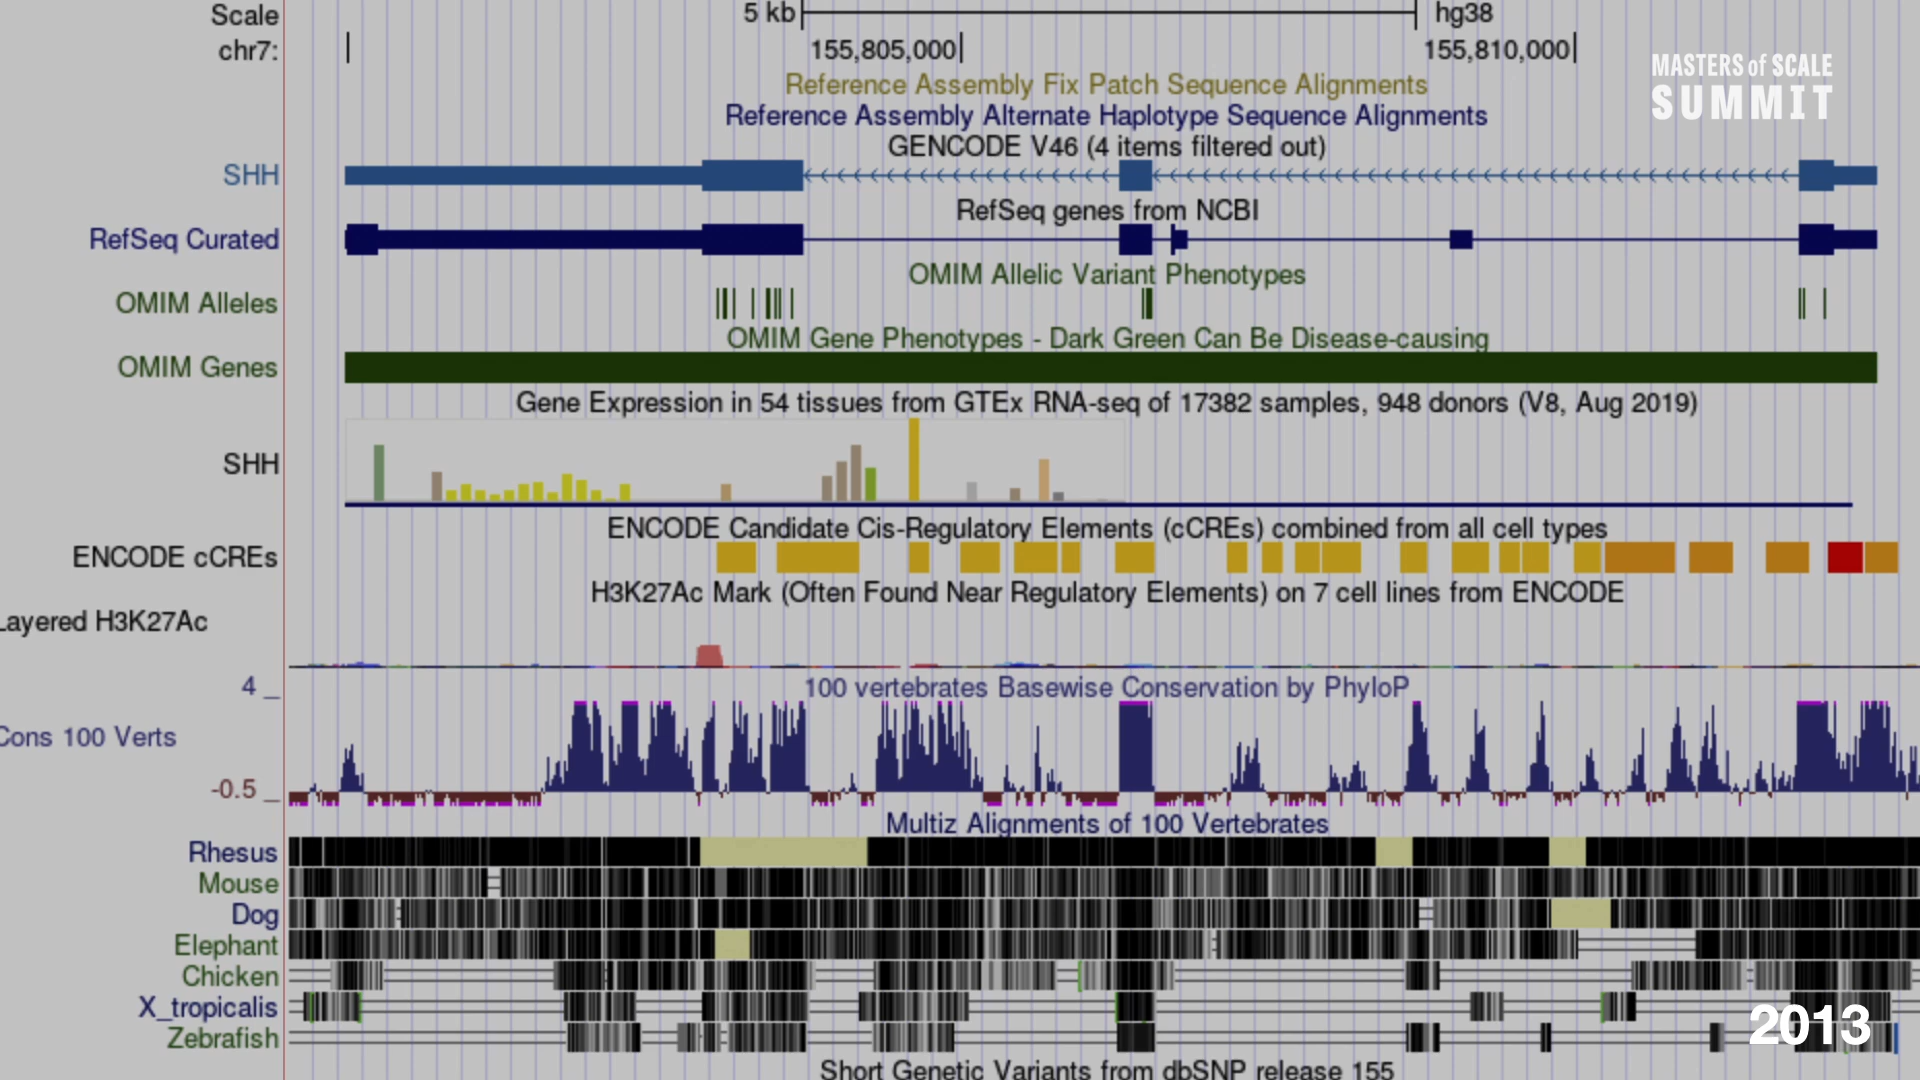 Scale 5 kb hg38
chr7: 155,805,000 155,810,000
MASTERS of SCALE
SUMMIT
Reference Assembly Fix Patch Sequence Alignments
Reference Assembly Alternate Haplotype Sequence Alignments
GENCODE V46 (4 items filtered out)
SHH
RefSeq genes from NCBI
RefSeq Curated
OMIM Allelic Variant Phenotypes
OMIM Alleles
OMIM Gene Phenotypes - Dark Green Can Be Disease-causing
OMIM Genes
Gene Expression in 54 tissues from GTEx RNA-seq of 17382 samples, 948 donors (V8, Aug 2019)
SHH
ENCODE Candidate Cis-Regulatory Elements (cCREs) combined from all cell types
ENCODE cCREs
H3K27Ac Mark (Often Found Near Regulatory Elements) on 7 cell lines from ENCODE
Layered H3K27Ac
4 _
100 vertebrates Basewise Conservation by PhyloP
Cons 100 Verts
-0.5 _
Multiz Alignments of 100 Vertebrates
Rhesus
Mouse
Dog
Elephant
Chicken
X_tropicalis
Zebrafish
2013
Short Genetic Variants from dbSNP release 155